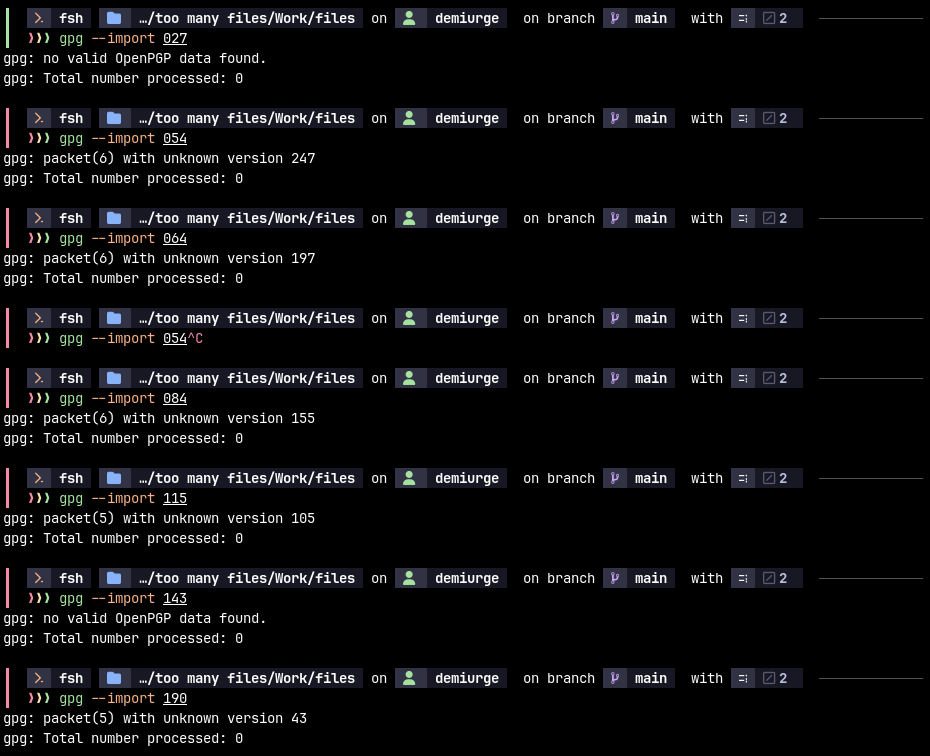 fsh …/too many files/Work/files on demiurge on branch main with 2
❯❯❯ gpg --import 027
gpg: no valid OpenPGP data found.
gpg: Total number processed: 0
fsh …/too many files/Work/files on demiurge on branch main with 2
❯❯❯ gpg --import 054
gpg: packet(6) with unknown version 247
gpg: Total number processed: 0
fsh …/too many files/Work/files on demiurge on branch main with 2
❯❯❯ gpg --import 064
gpg: packet(6) with unknown version 197
gpg: Total number processed: 0
fsh …/too many files/Work/files on demiurge on branch main with 2
❯❯❯ gpg --import 054^C
fsh …/too many files/Work/files on demiurge on branch main with 2
❯❯❯ gpg --import 084
gpg: packet(6) with unknown version 155
gpg: Total number processed: 0
fsh …/too many files/Work/files on demiurge on branch main with 2
❯❯❯ gpg --import 115
gpg: packet(5) with unknown version 105
gpg: Total number processed: 0
fsh …/too many files/Work/files on demiurge on branch main with 2
❯❯❯ gpg --import 143
gpg: no valid OpenPGP data found.
gpg: Total number processed: 0
fsh …/too many files/Work/files on demiurge on branch main with 2
❯❯❯ gpg --import 190
gpg: packet(5) with unknown version 43
gpg: Total number processed: 0